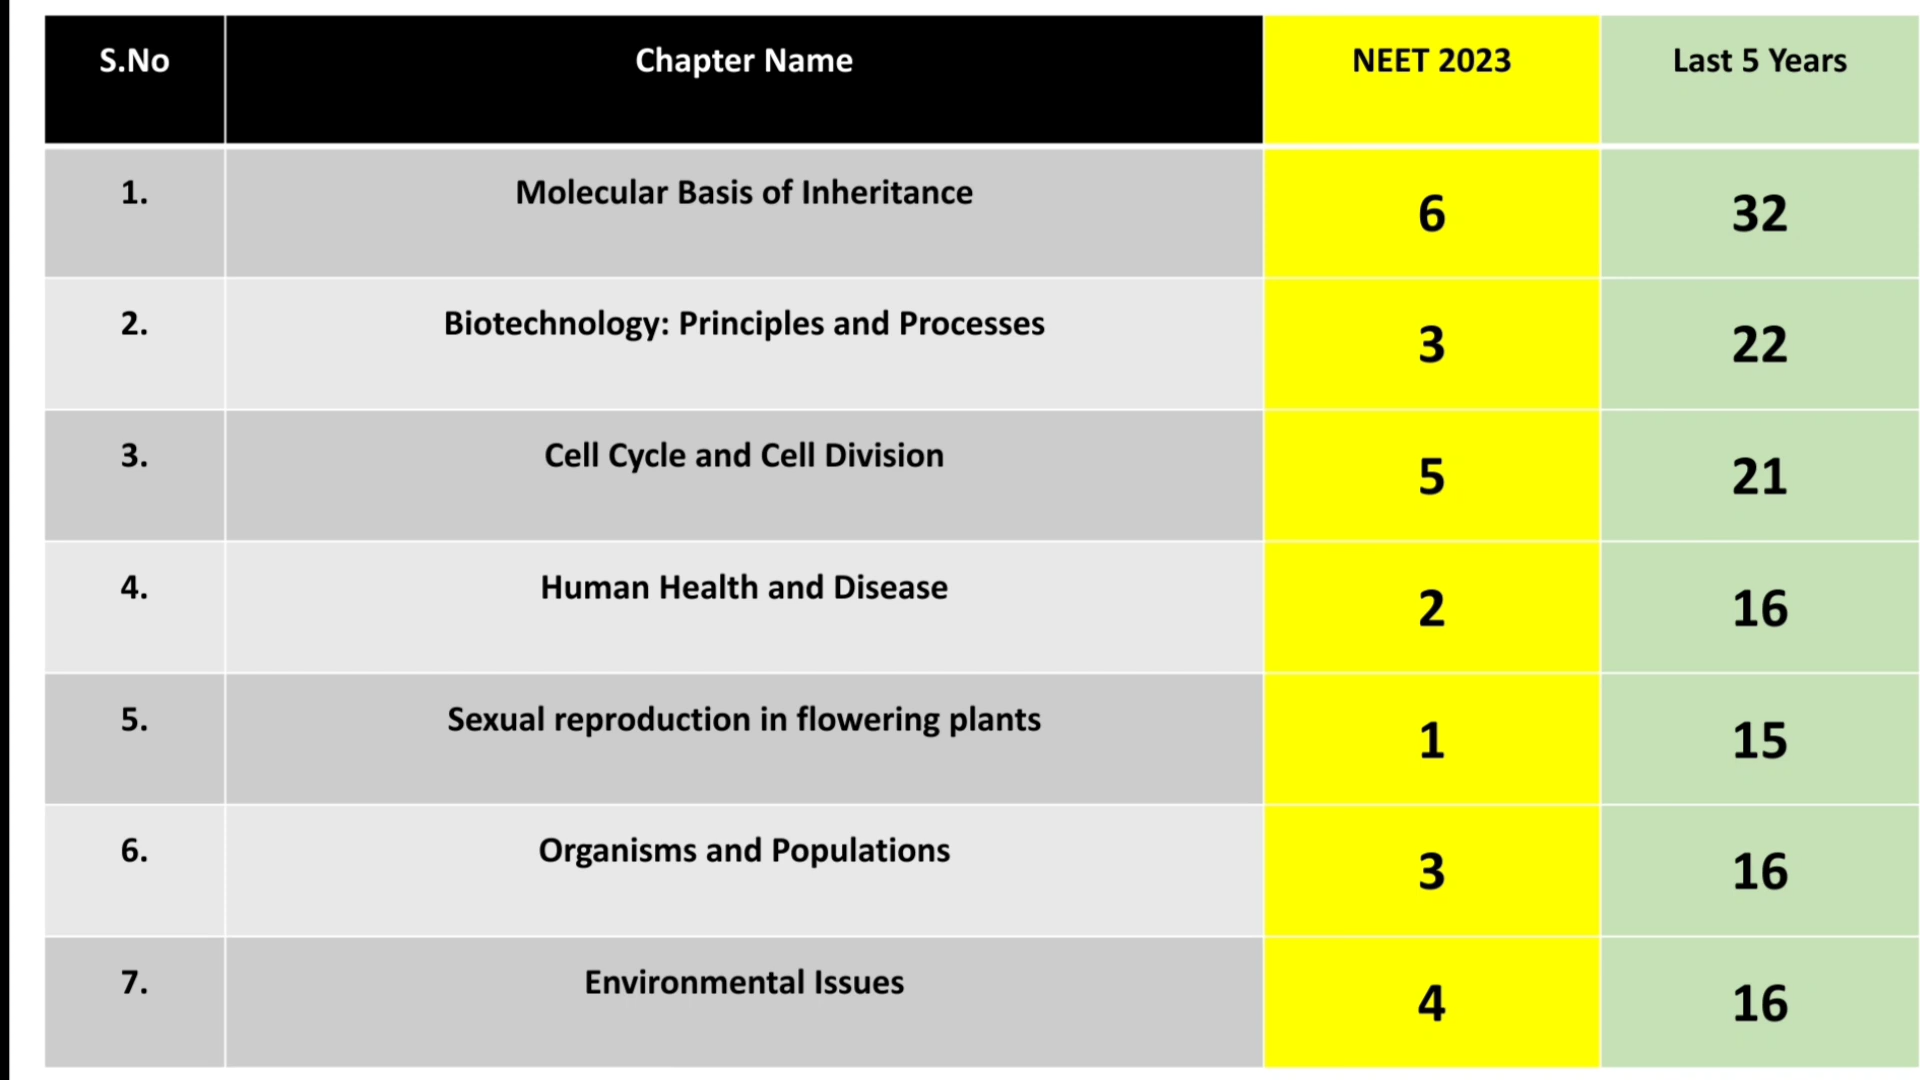 S.No Chapter Name NEET 2023 Last 5 Years
1. Molecular Basis of Inheritance 6 32
2. Biotechnology: Principles and Processes 3 22
3. Cell Cycle and Cell Division 5 21
4. Human Health and Disease 2 16
5. Sexual reproduction in flowering plants 1 15
6. Organisms and Populations 3 16
7. Environmental Issues 4 16